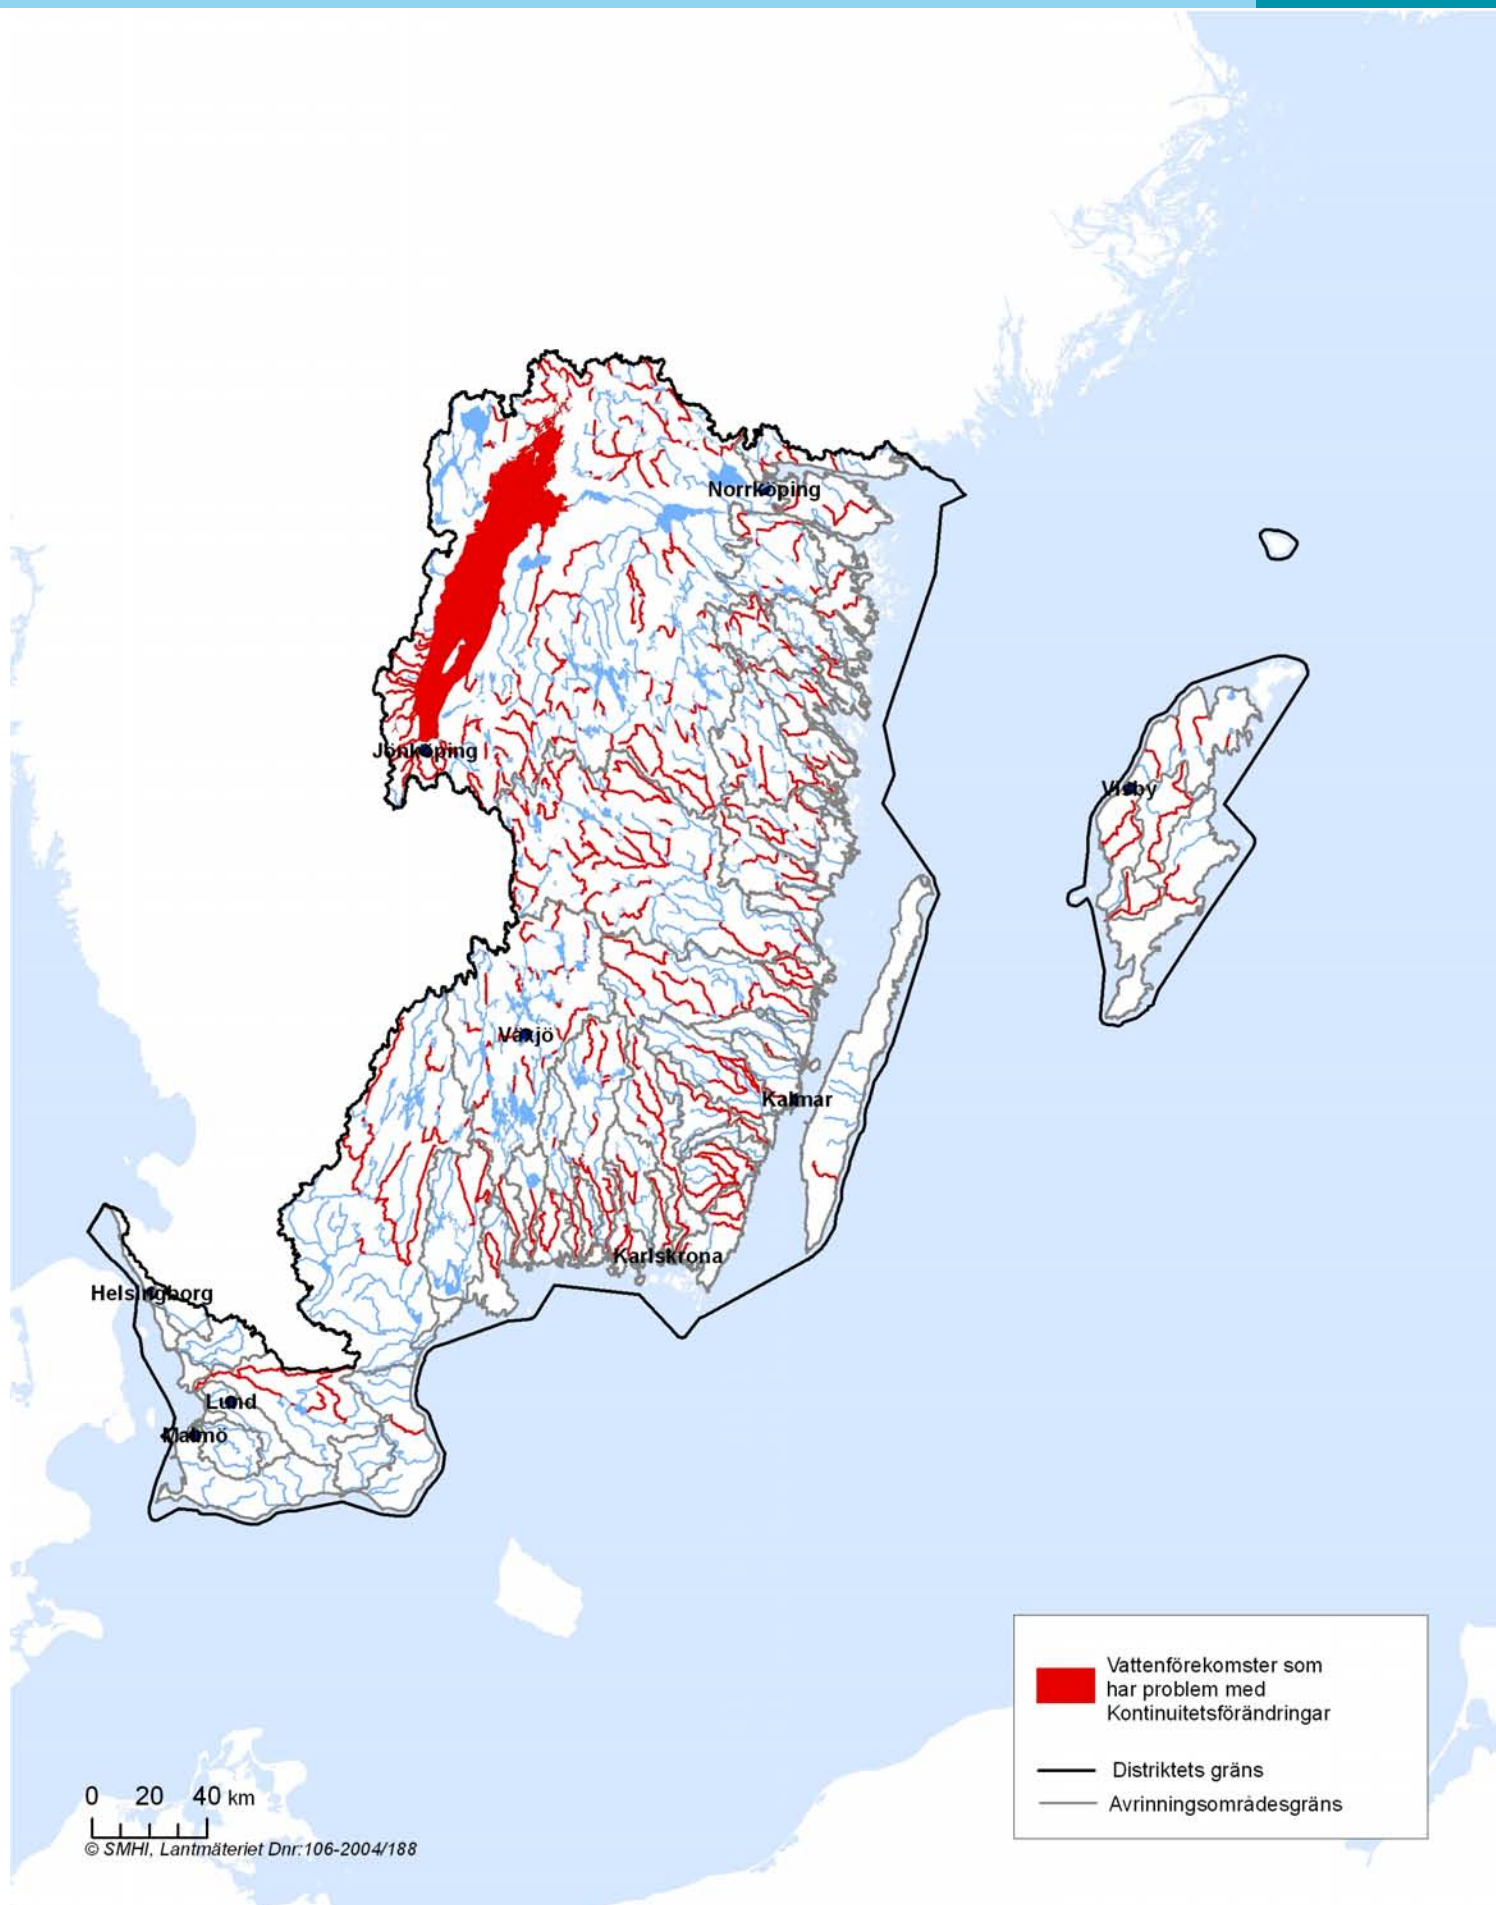 Norrköping
Jönköping
Visby
Växjö
Kalmar
Karlskrona
Helsingborg
Lund
Malmö
Vattenförekomster som
har problem med
Kontinuitetsförändringar
Distriktets gräns
Avrinningsområdesgräns
0 20 40 km
© SMHI, Lantmäteriet Dnr:106-2004/188